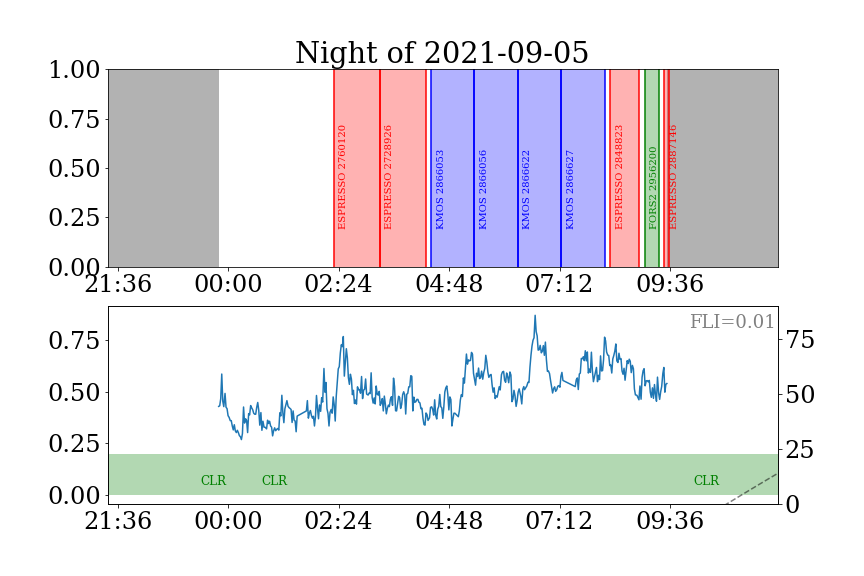 Night of 2021-09-05
1.00
0.75
0.50
0.25
0.00
ESPRESSO 2760120
ESPRESSO 2728926
KMOS 2866053
KMOS 2866056
KMOS 2866622
KMOS 2866627
ESPRESSO 2848823
FORS2 2956200
ESPRESSO 2887146
21:36 00:00 02:24 04:48 07:12 09:36
FLI=0.01
0.75
0.50
0.25
0.00
75
50
25
0
CLR CLR CLR
21:36 00:00 02:24 04:48 07:12 09:36